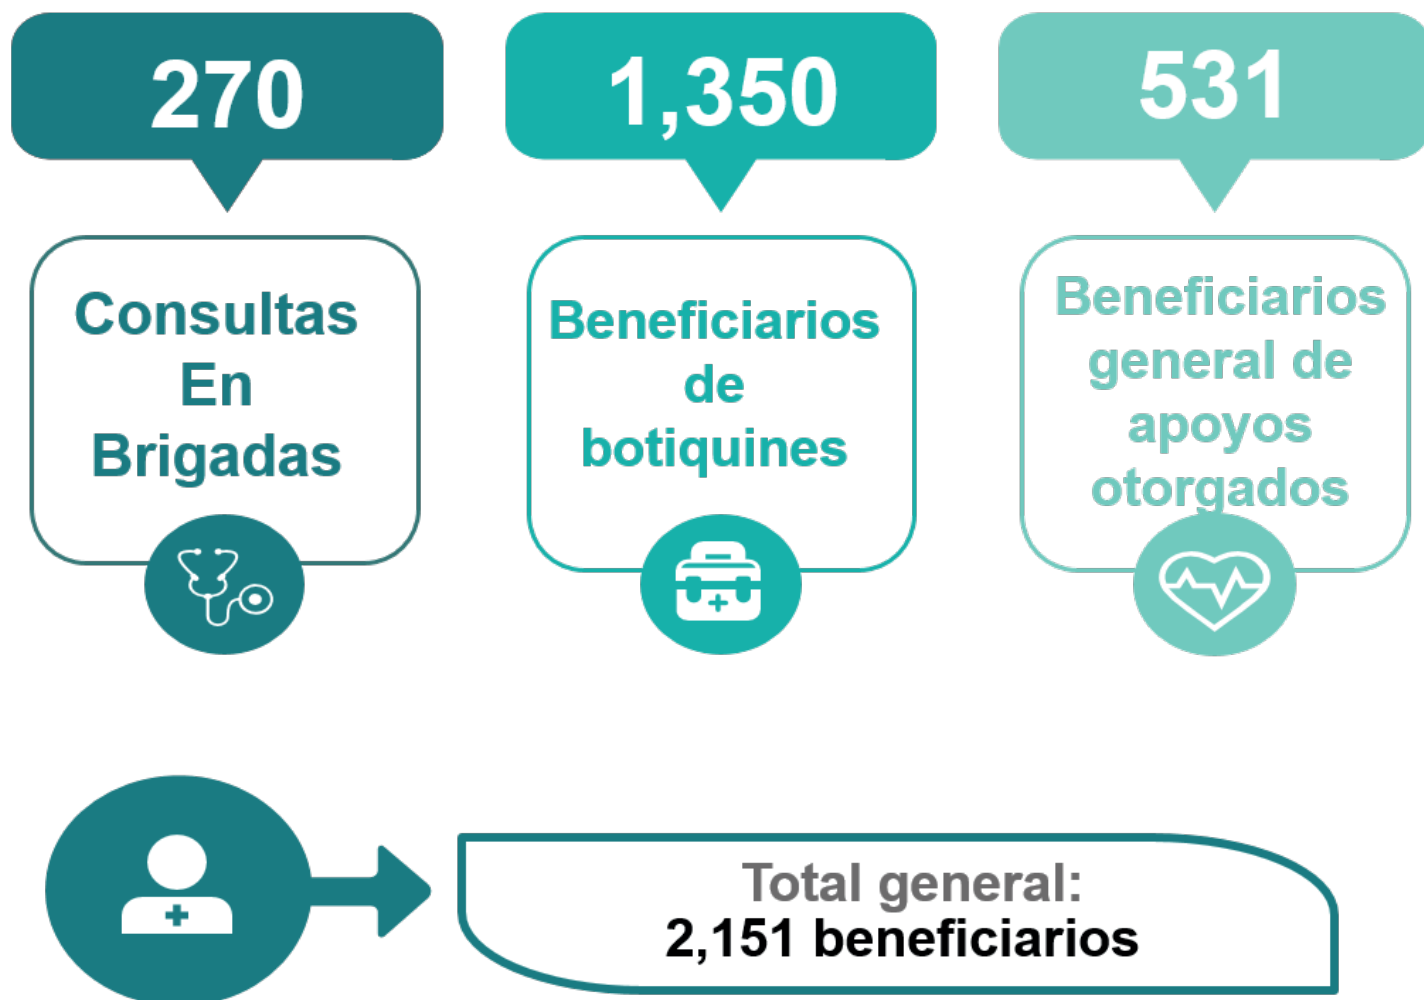 270
Consultas
En
Brigadas
1,350
Beneficiarios
de
botiquines
531
Beneficiarios
general de
apoyos
otorgados
Total general:
2,151 beneficiarios